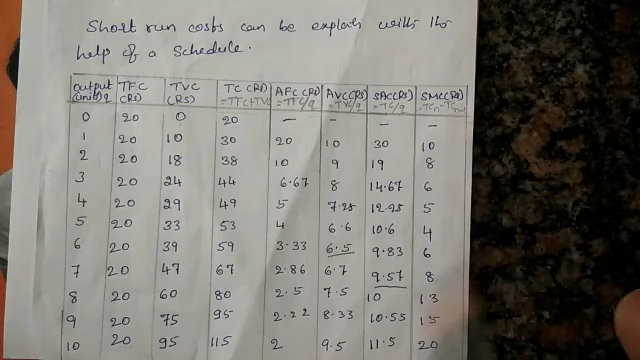 Short run costs can be explain with the
help of a schedule.
output (units) q TFC (RS) TVC (RS) TC (RS) =TFC+TVC AFC(RS) =TFC/q AVC(RS) =TVC/q SAC(RS) =TC/q SMC(RS) =TCn-TCn-1
0 20 0 20 — — — —
1 20 10 30 20 10 30 10
2 20 18 38 10 9 19 8
3 20 24 44 6.67 8 14.67 6
4 20 29 49 5 7.25 12.25 5
5 20 33 53 4 6.6 10.6 4
6 20 39 59 3.33 6.5 9.83 6
7 20 47 67 2.86 6.7 9.57 8
8 20 60 80 2.5 7.5 10 13
9 20 75 95 2.22 8.33 10.55 15
10 20 95 115 2 9.5 11.5 20